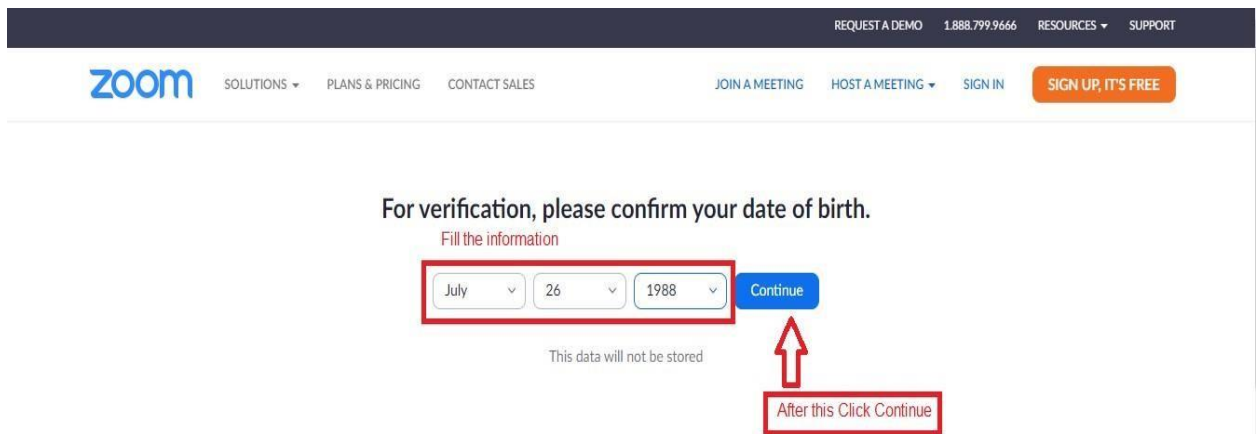 REQUEST A DEMO 1.888.799.9666 RESOURCES SUPPORT
zoom SOLUTIONS PLANS & PRICING CONTACT SALES JOIN A MEETING HOST A MEETING SIGN IN SIGN UP, IT'S FREE
For verification, please confirm your date of birth.
Fill the information
July 26 1988 Continue
This data will not be stored
After this Click Continue